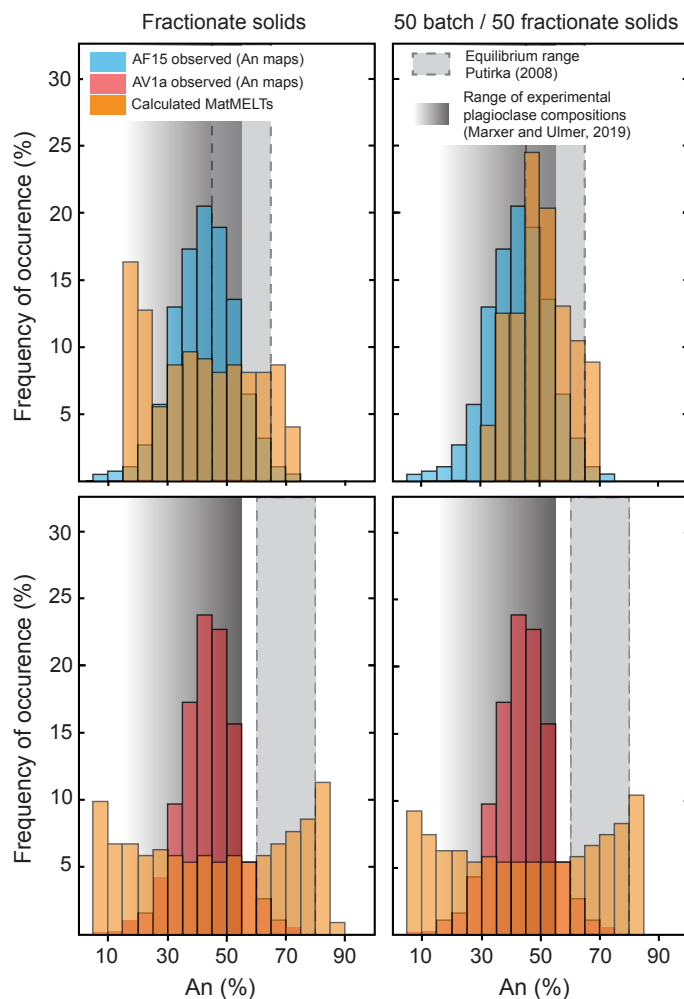 Fractionate solids
50 batch / 50 fractionate solids
AF15 observed (An maps)
AV1a observed (An maps)
Calculated MatMELTs
Equilibrium range
Putirka (2008)
Range of experimental
plagioclase compositions
(Marxer and Ulmer, 2019)
Frequency of occurence (%)
30
25
20
15
10
5
Frequency of occurence (%)
30
25
20
15
10
5
10 30 50 70 90
10 30 50 70 90
An (%)
An (%)